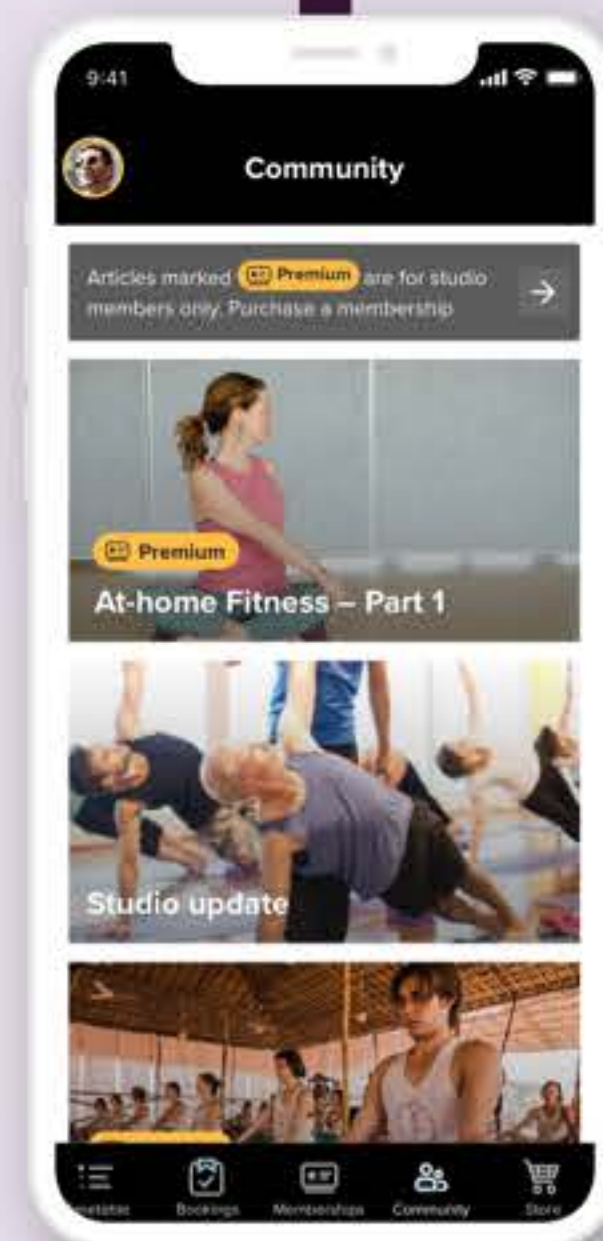 9:41
Community
Articles marked Premium are for studio
members only. Purchase a membership
Premium
At-home Fitness – Part 1
Studio update
Bookings
Memberships
Community
Store